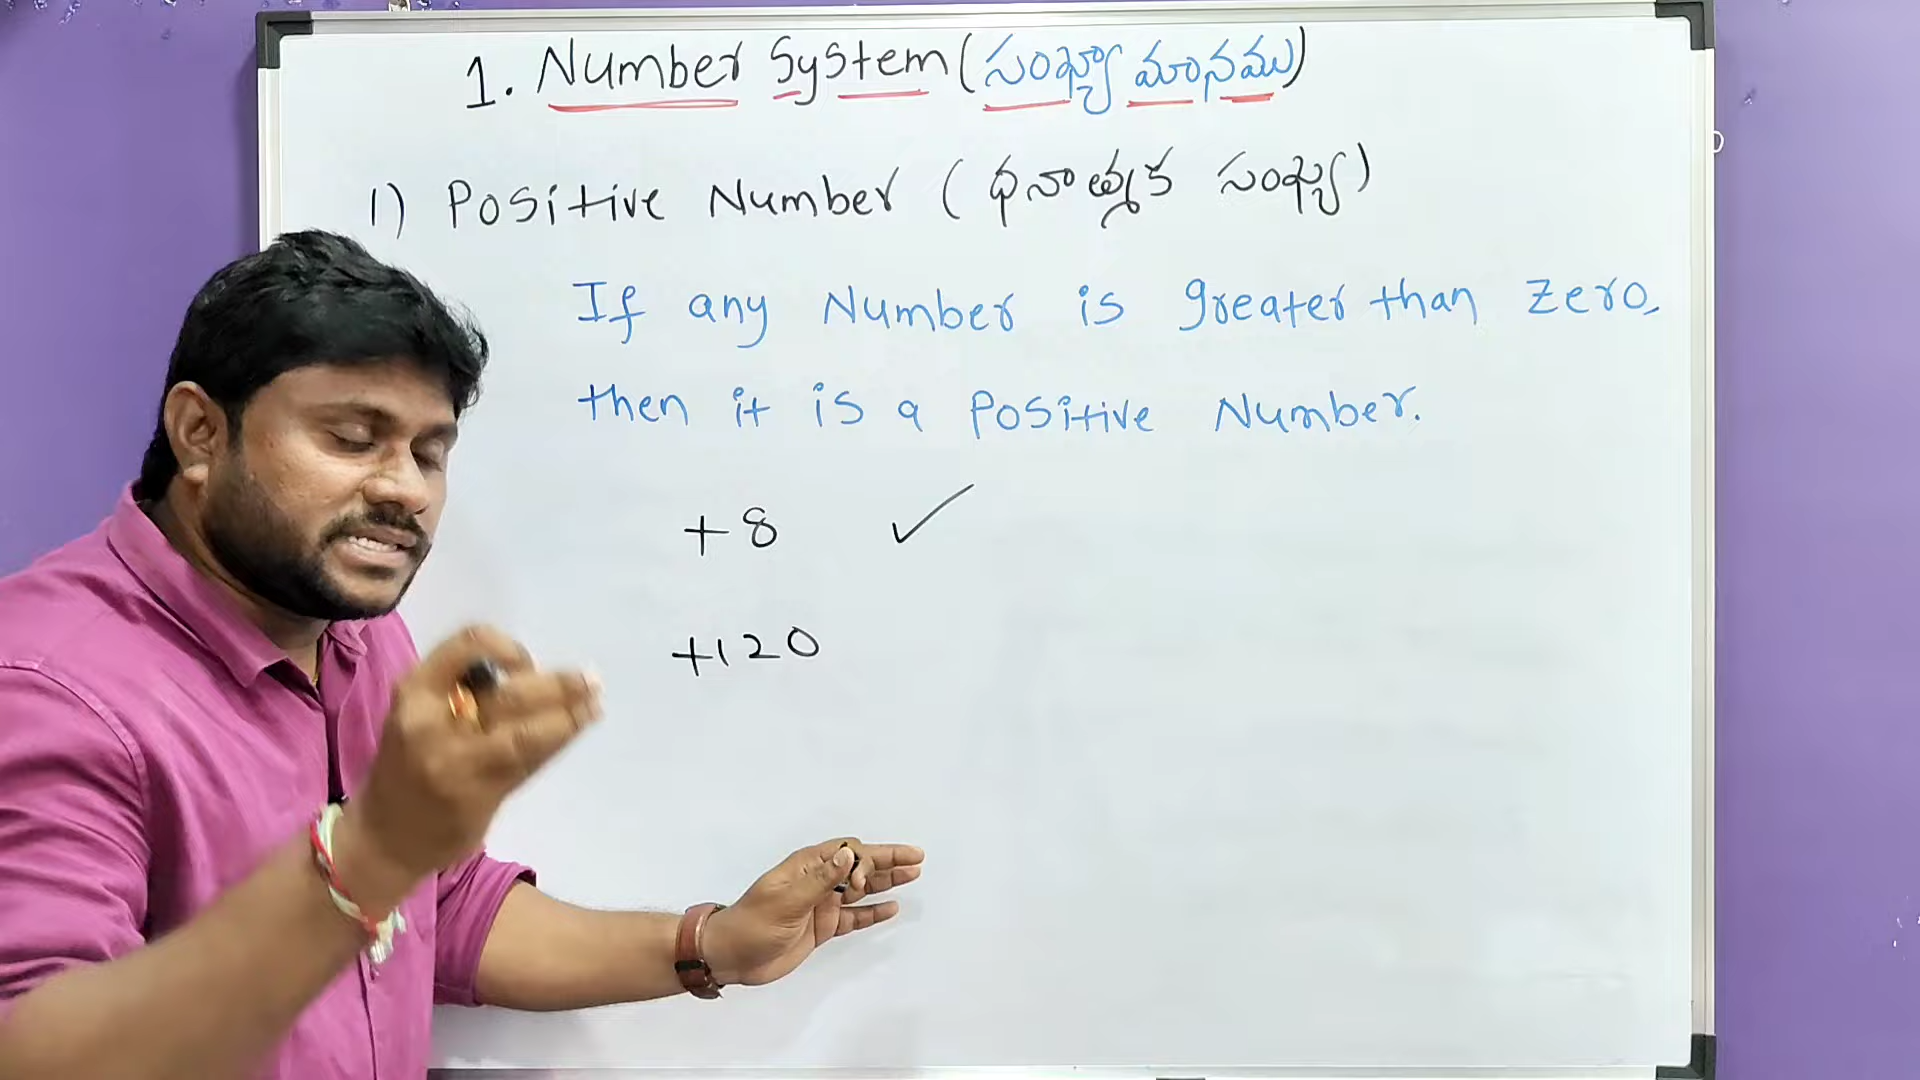 1. Number System (సంఖ్యా మానము)
1) Positive Number ( ధనాత్మక సంఖ్య)
If any Number is greater than zero,
then it is a Positive Number.
+8 ✓
+120